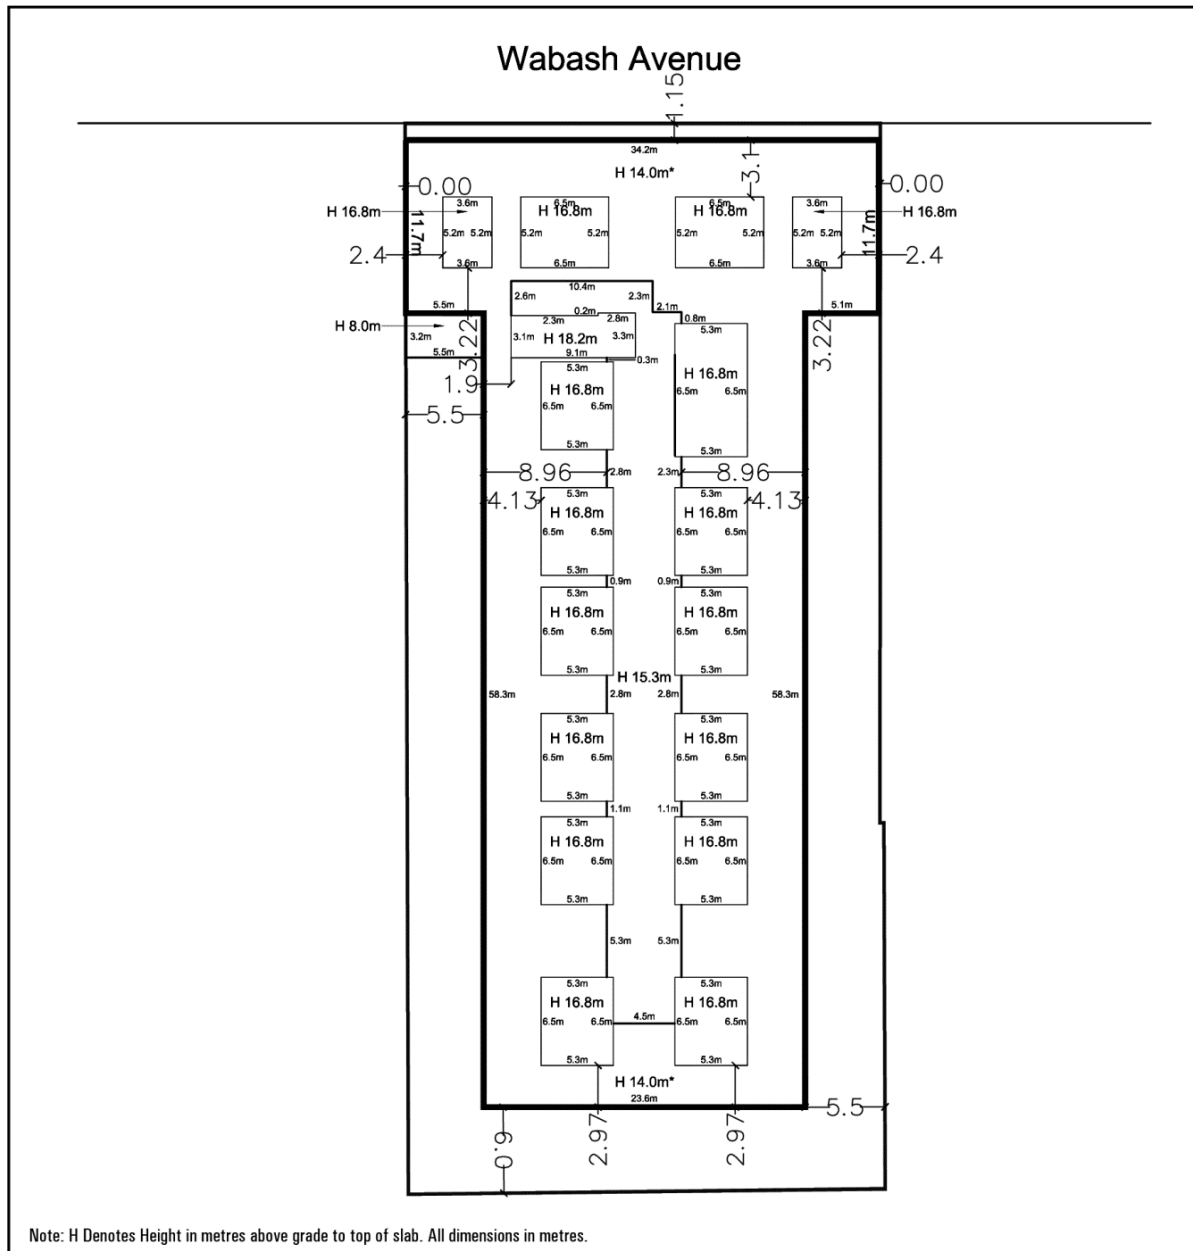 Wabash Avenue
1.15
34.2m
H 14.0m*
3.1
0.00
0.00
3.6m
6.5m
6.5m
3.6m
H 16.8m
H 16.8m
H 16.8m
H 16.8m
11.7m
5.2m 5.2m
5.2m 5.2m
5.2m 5.2m
5.2m 5.2m
11.7m
2.4
2.4
3.6m
6.5m
6.5m
3.6m
10.4m
2.6m
2.3m
5.5m
0.2m
2.1m
5.1m
2.3m
2.8m
0.8m
H 8.0m
3.2m
3.22
3.1m
H 18.2m
3.3m
5.3m
3.22
5.5m
9.1m
0.3m
5.3m
H 16.8m
1.9
H 16.8m
6.5m 6.5m
6.5m 6.5m
5.5
5.3m
5.3m
8.96
2.8m
2.3m
8.96
4.13
5.3m
5.3m
4.13
H 16.8m
H 16.8m
6.5m 6.5m
6.5m 6.5m
5.3m
5.3m
0.9m
0.9m
5.3m
5.3m
H 16.8m
H 16.8m
6.5m 6.5m
6.5m 6.5m
5.3m
5.3m
H 15.3m
58.3m
2.8m
2.8m
58.3m
5.3m
5.3m
H 16.8m
H 16.8m
6.5m 6.5m
6.5m 6.5m
5.3m
5.3m
1.1m
1.1m
5.3m
5.3m
H 16.8m
H 16.8m
6.5m 6.5m
6.5m 6.5m
5.3m
5.3m
5.3m
5.3m
5.3m
5.3m
H 16.8m
H 16.8m
4.5m
6.5m 6.5m
6.5m 6.5m
5.3m
5.3m
H 14.0m*
23.6m
5.5
6.0
2.97
2.97
Note: H Denotes Height in metres above grade to top of slab. All dimensions in metres.